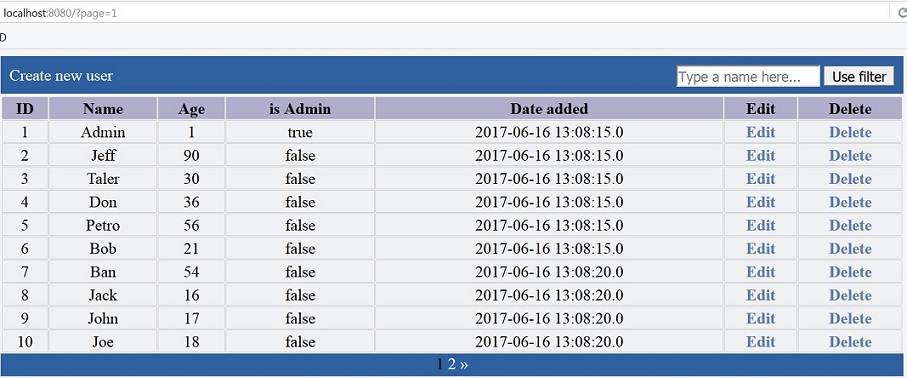 localhost:8080/?page=1
D
Create new user Type a name here... Use filter
ID Name Age is Admin Date added Edit Delete
1 Admin 1 true 2017-06-16 13:08:15.0 Edit Delete
2 Jeff 90 false 2017-06-16 13:08:15.0 Edit Delete
3 Taler 30 false 2017-06-16 13:08:15.0 Edit Delete
4 Don 36 false 2017-06-16 13:08:15.0 Edit Delete
5 Petro 56 false 2017-06-16 13:08:15.0 Edit Delete
6 Bob 21 false 2017-06-16 13:08:15.0 Edit Delete
7 Ban 54 false 2017-06-16 13:08:20.0 Edit Delete
8 Jack 16 false 2017-06-16 13:08:20.0 Edit Delete
9 John 17 false 2017-06-16 13:08:20.0 Edit Delete
10 Joe 18 false 2017-06-16 13:08:20.0 Edit Delete
1 2 »